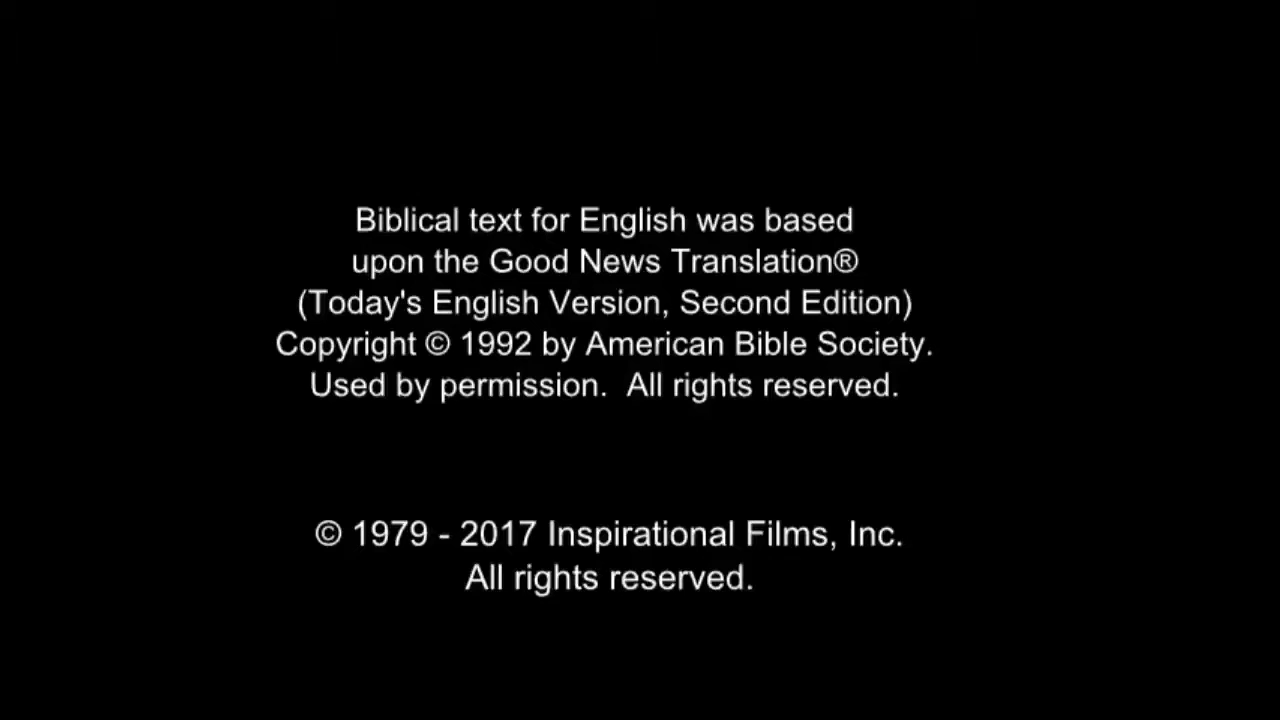 Biblical text for English was based
upon the Good News Translation®
(Today's English Version, Second Edition)
Copyright © 1992 by American Bible Society.
Used by permission.  All rights reserved.
© 1979 - 2017 Inspirational Films, Inc.
All rights reserved.